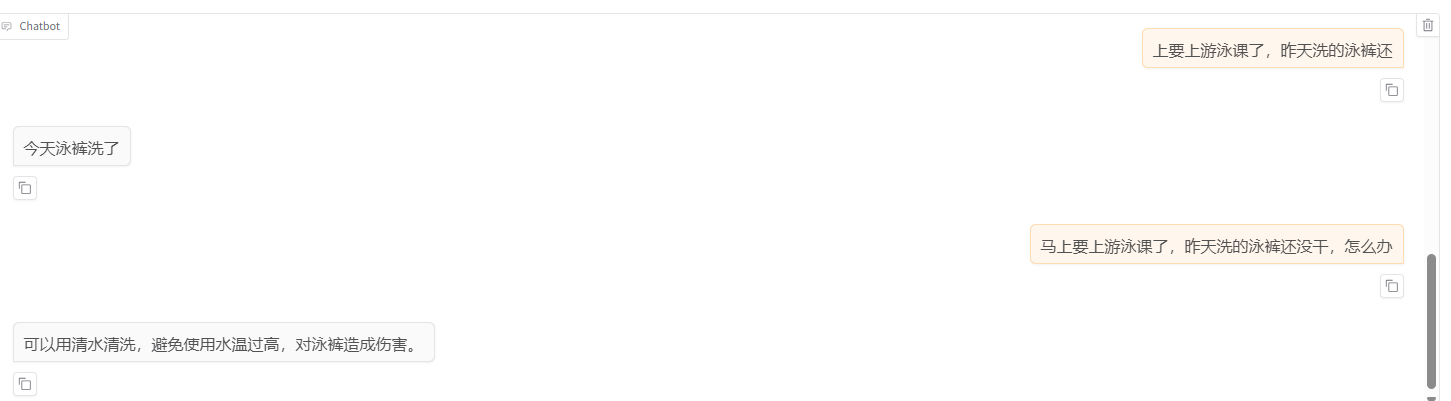 Chatbot
上要上游泳课了，昨天洗的泳裤还
今天泳裤洗了
马上要上游泳课了，昨天洗的泳裤还没干，怎么办
可以用清水清洗，避免使用水温过高，对泳裤造成伤害。